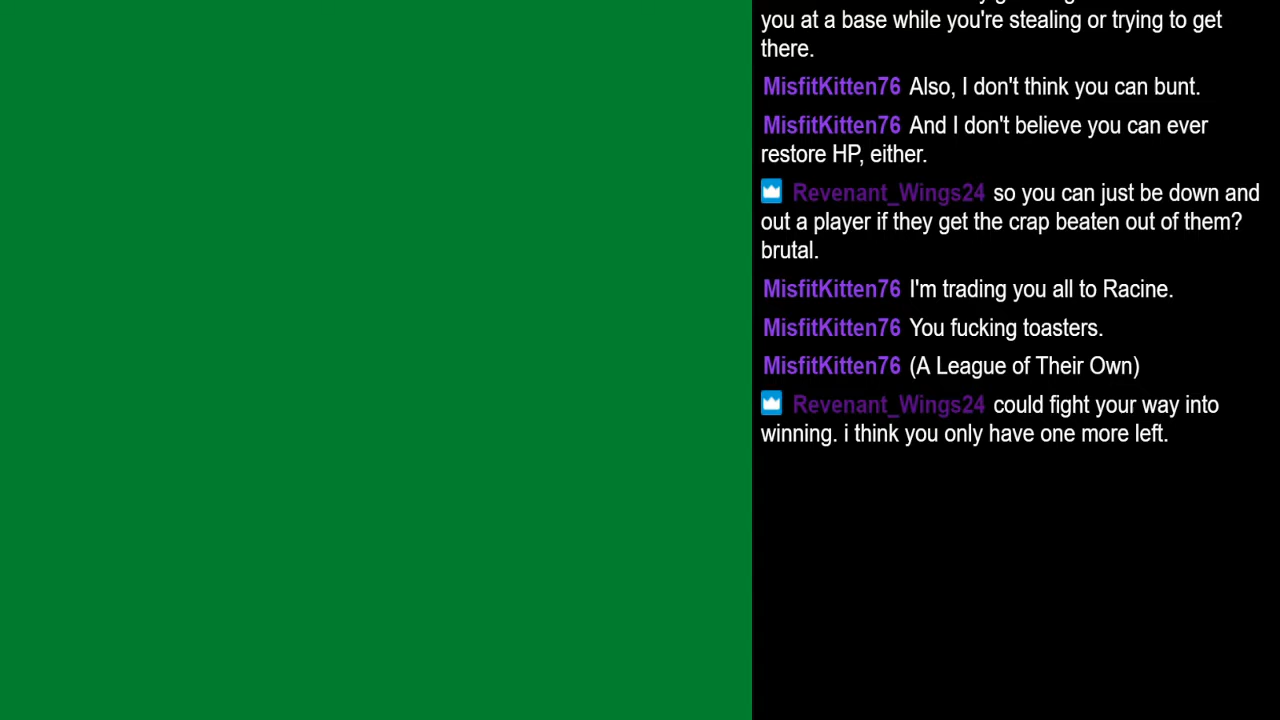 you at a base while you're stealing or trying to get
there.
MisfitKitten76 Also, I don't think you can bunt.
MisfitKitten76 And I don't believe you can ever
restore HP, either.
Revenant_Wings24 so you can just be down and
out a player if they get the crap beaten out of them?
brutal.
MisfitKitten76 I'm trading you all to Racine.
MisfitKitten76 You fucking toasters.
MisfitKitten76 (A League of Their Own)
Revenant_Wings24 could fight your way into
winning. i think you only have one more left.